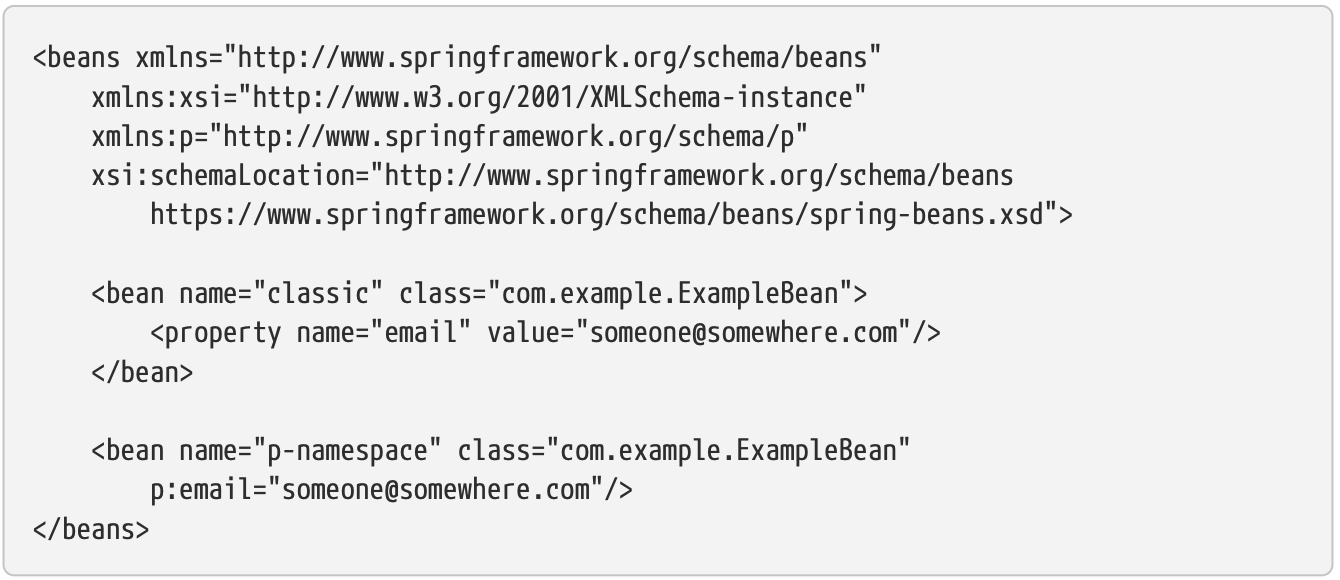 <beans xmlns="http://www.springframework.org/schema/beans"
    xmlns:xsi="http://www.w3.org/2001/XMLSchema-instance"
    xmlns:p="http://www.springframework.org/schema/p"
    xsi:schemaLocation="http://www.springframework.org/schema/beans
        https://www.springframework.org/schema/beans/spring-beans.xsd">

    <bean name="classic" class="com.example.ExampleBean">
        <property name="email" value="someone@somewhere.com"/>
    </bean>

    <bean name="p-namespace" class="com.example.ExampleBean"
        p:email="someone@somewhere.com"/>
</beans>